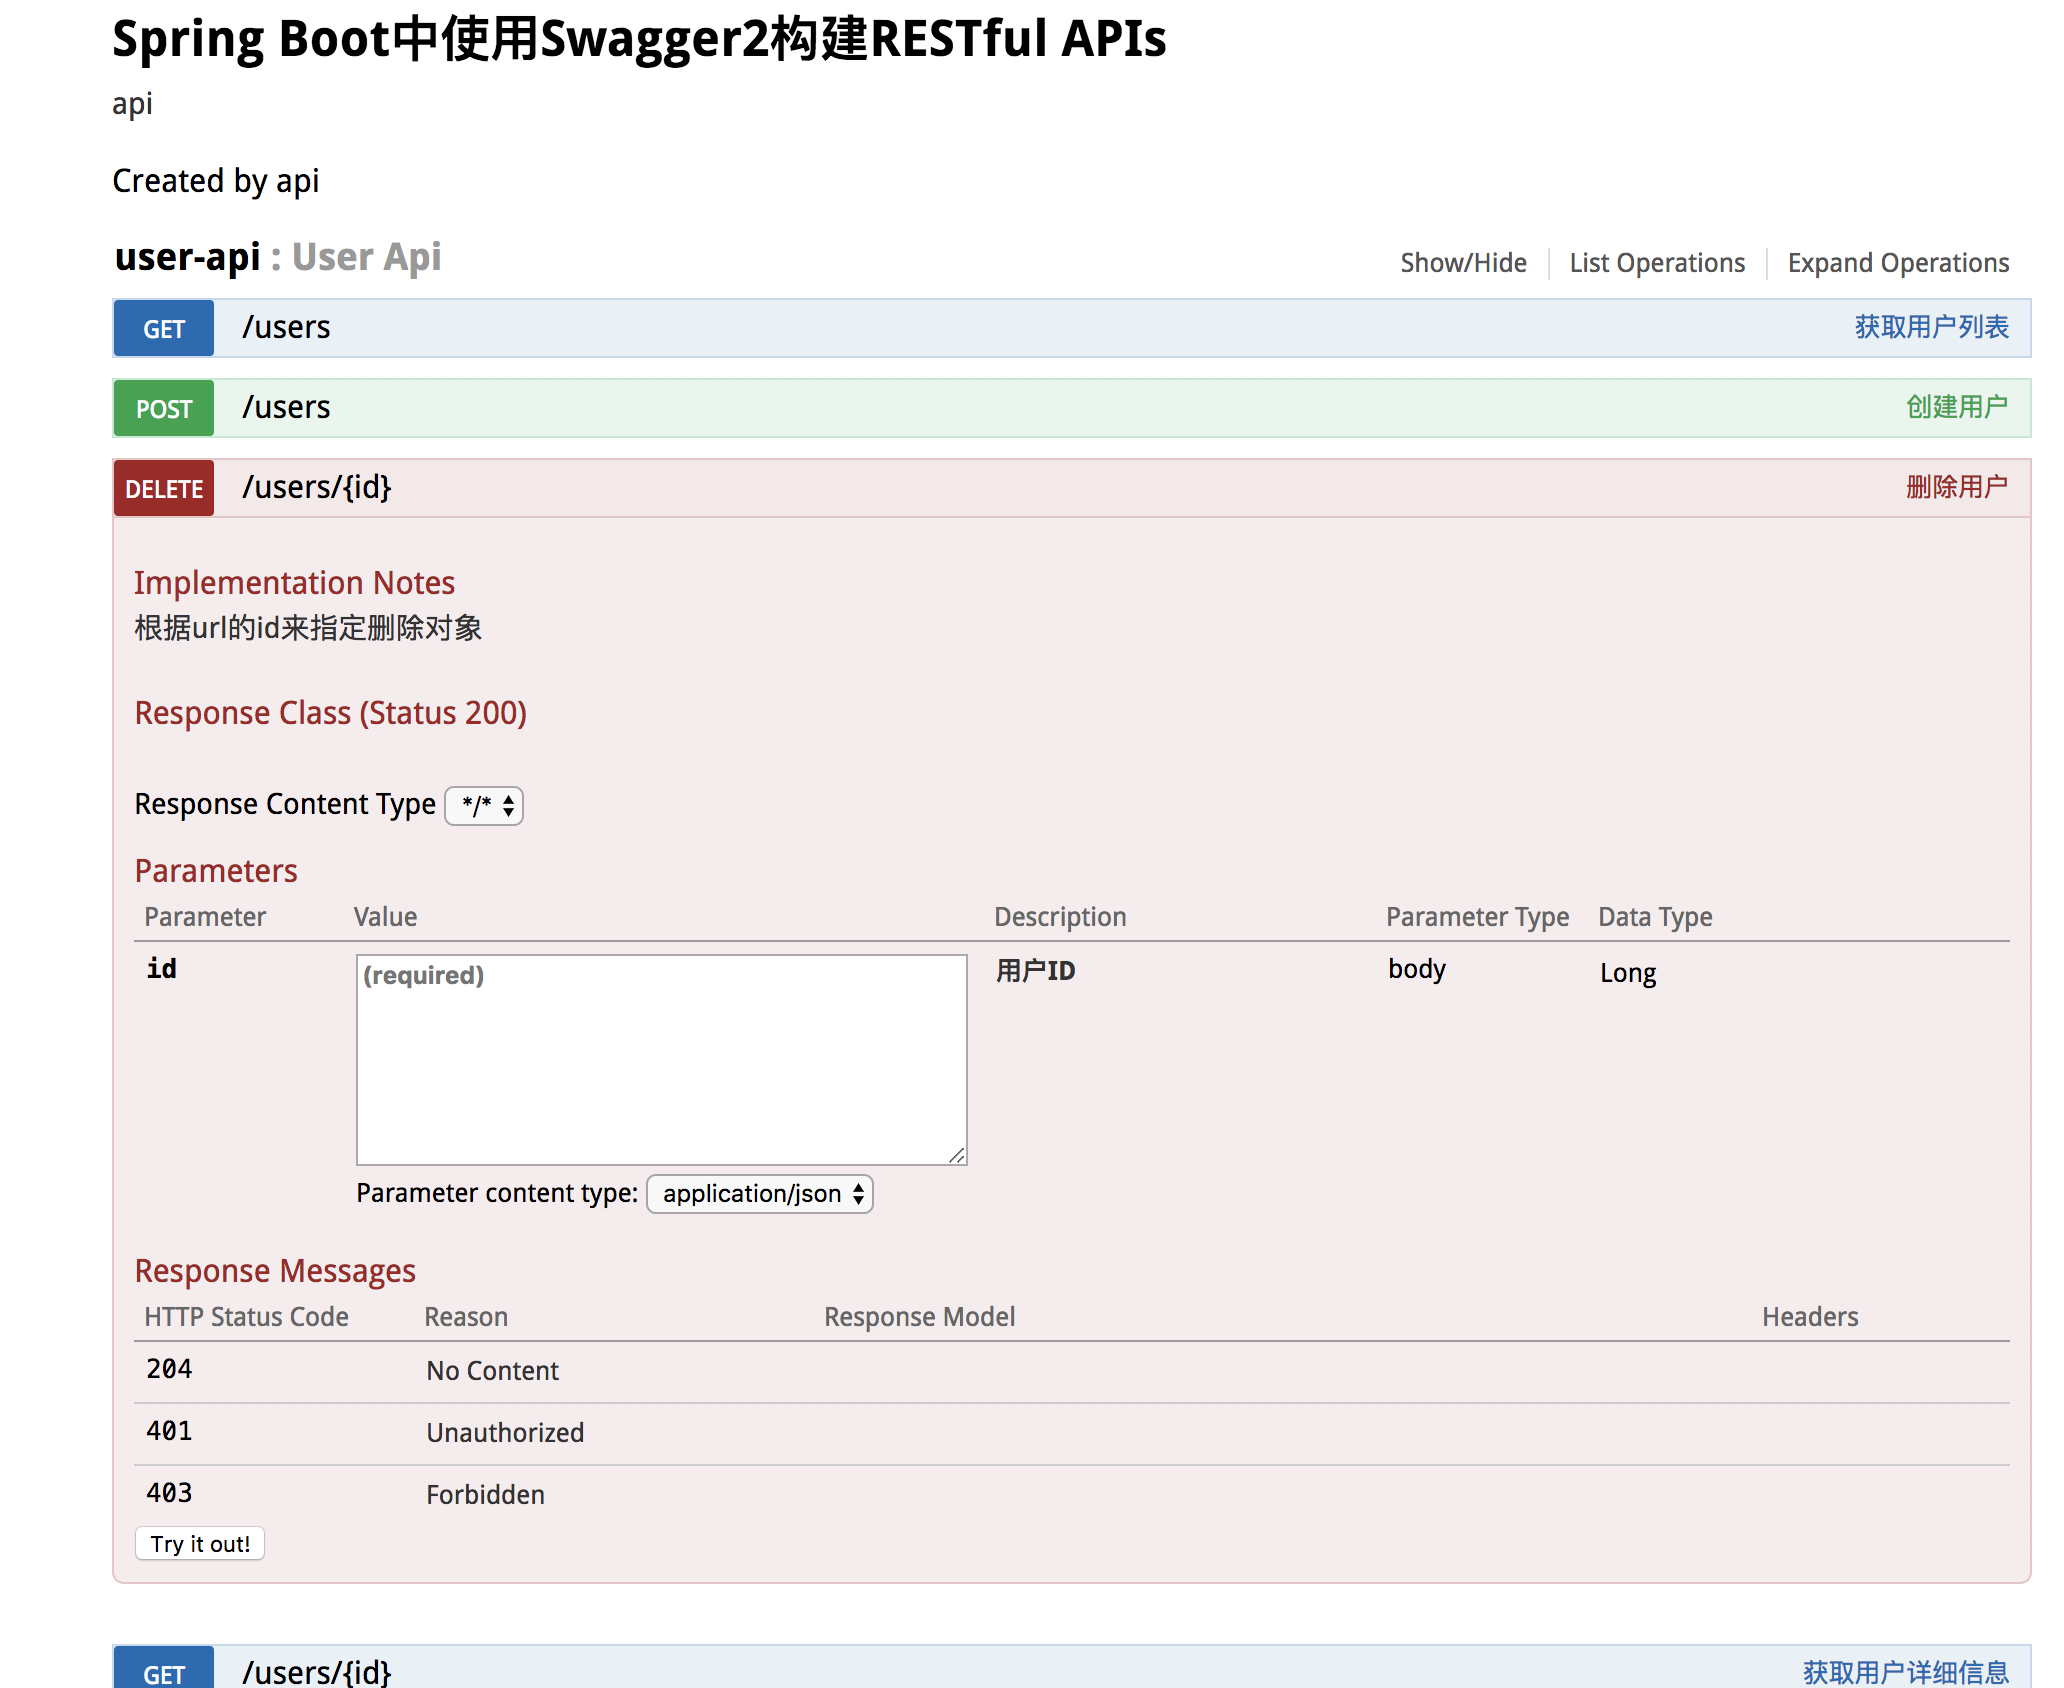 Spring Boot中使用Swagger2构建RESTful APIs
api
Created by api
user-api : User Api
Show/Hide
List Operations
Expand Operations
GET /users 获取用户列表
POST /users 创建用户
DELETE /users/{id} 删除用户
Implementation Notes
根据url的id来指定删除对象
Response Class (Status 200)
Response Content Type */*
Parameters
Parameter Value Description Parameter Type Data Type
id (required) 用户ID body Long
Parameter content type: application/json
Response Messages
HTTP Status Code Reason Response Model Headers
204 No Content
401 Unauthorized
403 Forbidden
Try it out!
GET /users/{id} 获取用户详细信息